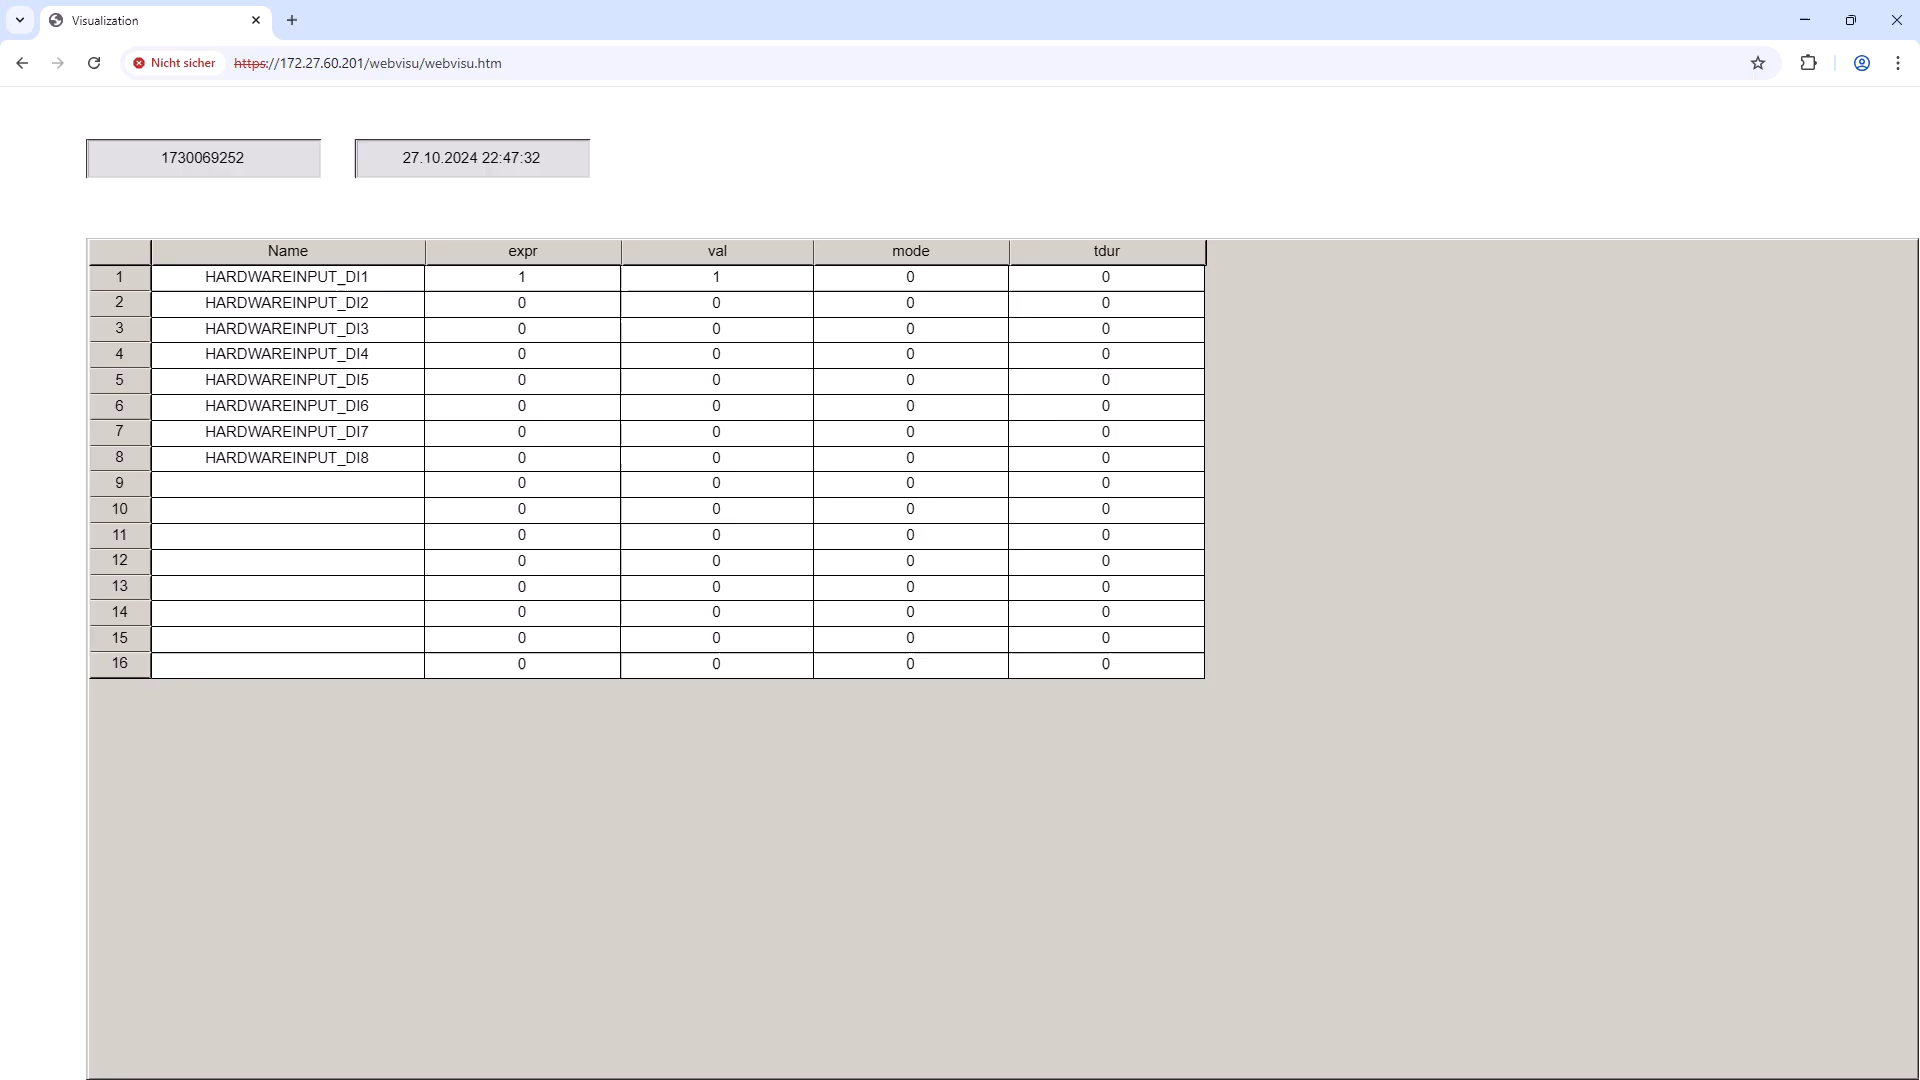 Visualization
Nicht sicher https://172.27.60.201/webvisu/webvisu.htm
1730069252 27.10.2024 22:47:32
Name expr val mode tdur
1 HARDWAREINPUT_DI1 1 1 0 0
2 HARDWAREINPUT_DI2 0 0 0 0
3 HARDWAREINPUT_DI3 0 0 0 0
4 HARDWAREINPUT_DI4 0 0 0 0
5 HARDWAREINPUT_DI5 0 0 0 0
6 HARDWAREINPUT_DI6 0 0 0 0
7 HARDWAREINPUT_DI7 0 0 0 0
8 HARDWAREINPUT_DI8 0 0 0 0
9 0 0 0 0
10 0 0 0 0
11 0 0 0 0
12 0 0 0 0
13 0 0 0 0
14 0 0 0 0
15 0 0 0 0
16 0 0 0 0